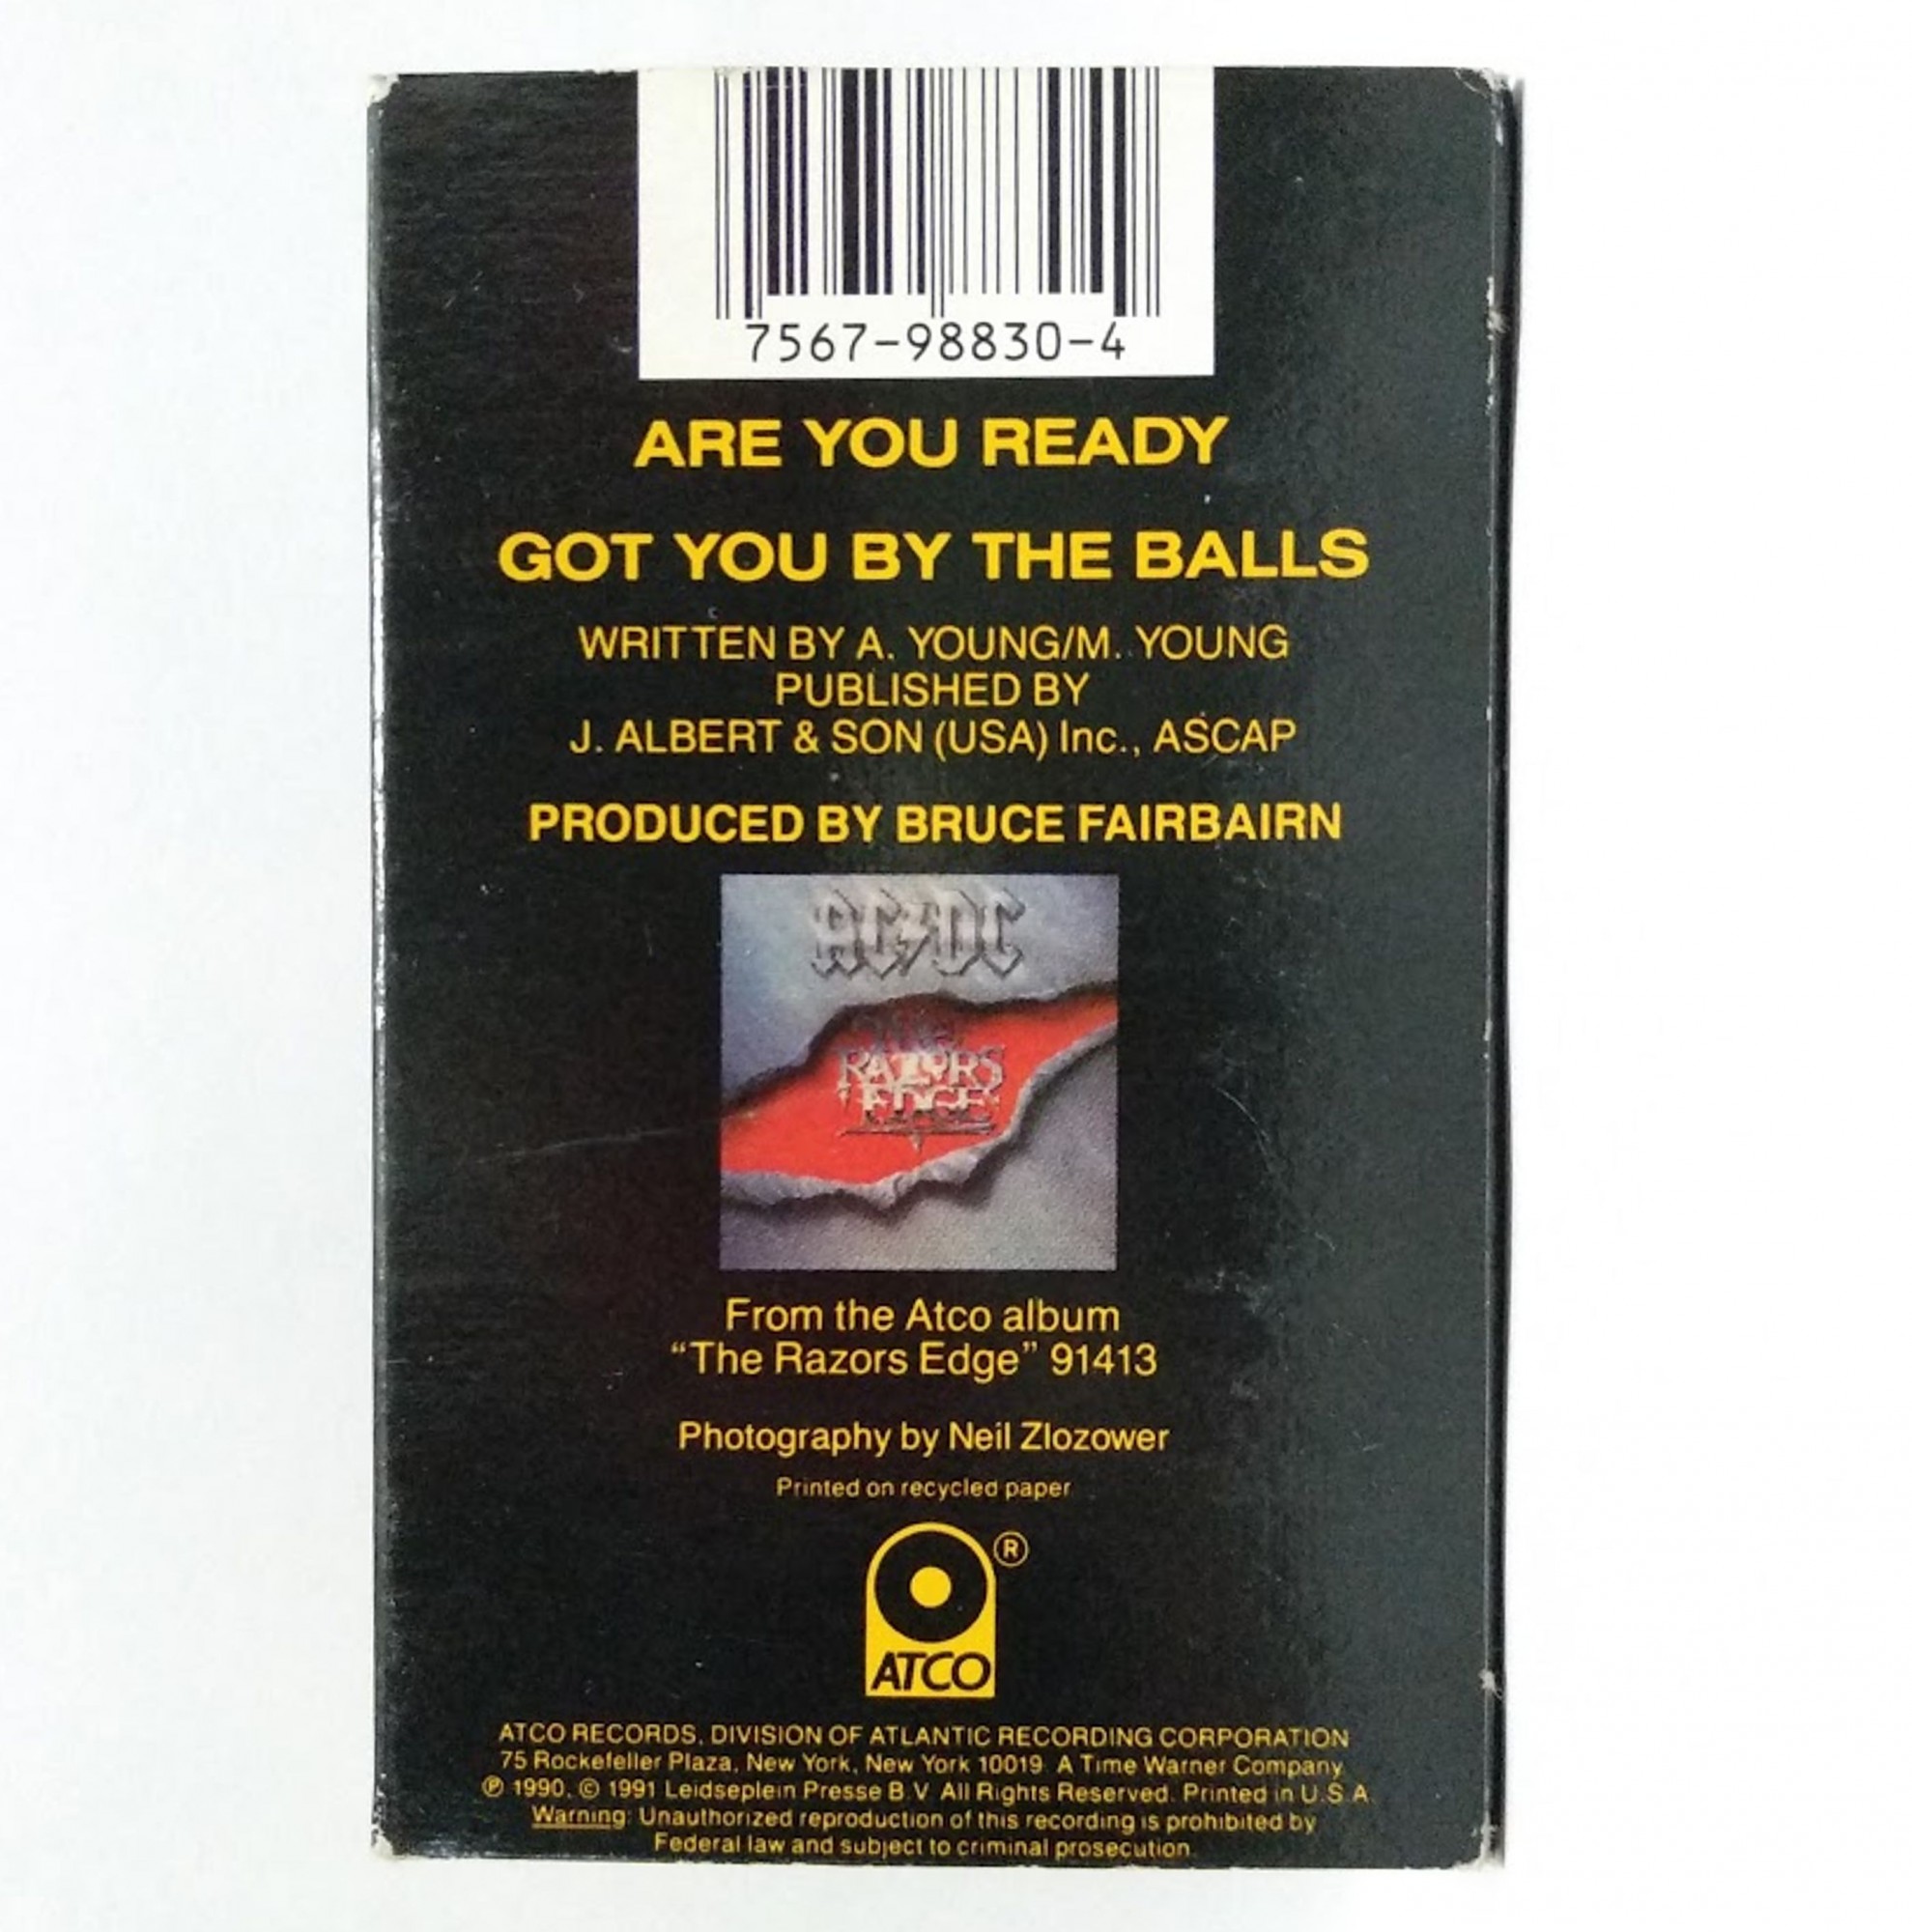 7567-98830-4
ARE YOU READY
GOT YOU BY THE BALLS
WRITTEN BY A. YOUNG/M. YOUNG
PUBLISHED BY
J. ALBERT & SON (USA) Inc., ASCAP
PRODUCED BY BRUCE FAIRBAIRN
AC/DC
THE
RAZORS
EDGE
From the Atco album
"The Razors Edge" 91413
Photography by Neil Zlozower
Printed on recycled paper
®
ATCO
ATCO RECORDS, DIVISION OF ATLANTIC RECORDING CORPORATION
75 Rockefeller Plaza, New York, New York 10019 A Time Warner Company
℗ 1990, © 1991 Leidseplein Presse B.V. All Rights Reserved. Printed in U.S.A.
Warning: Unauthorized reproduction of this recording is prohibited by
Federal law and subject to criminal prosecution.